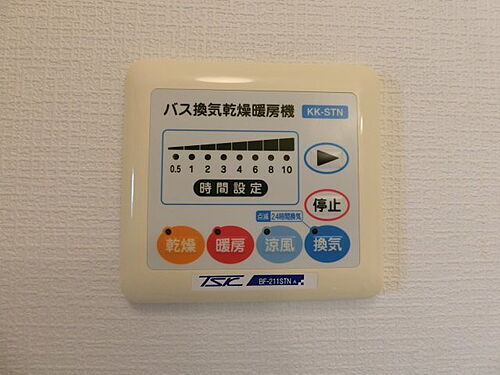 バス換気乾燥暖房機 KK-STN
0.5 1 2 3 4 6 8 10
時間設定
停止
点滅 24時間換気
乾燥 暖房 涼風 換気
TSK BF-211STN A